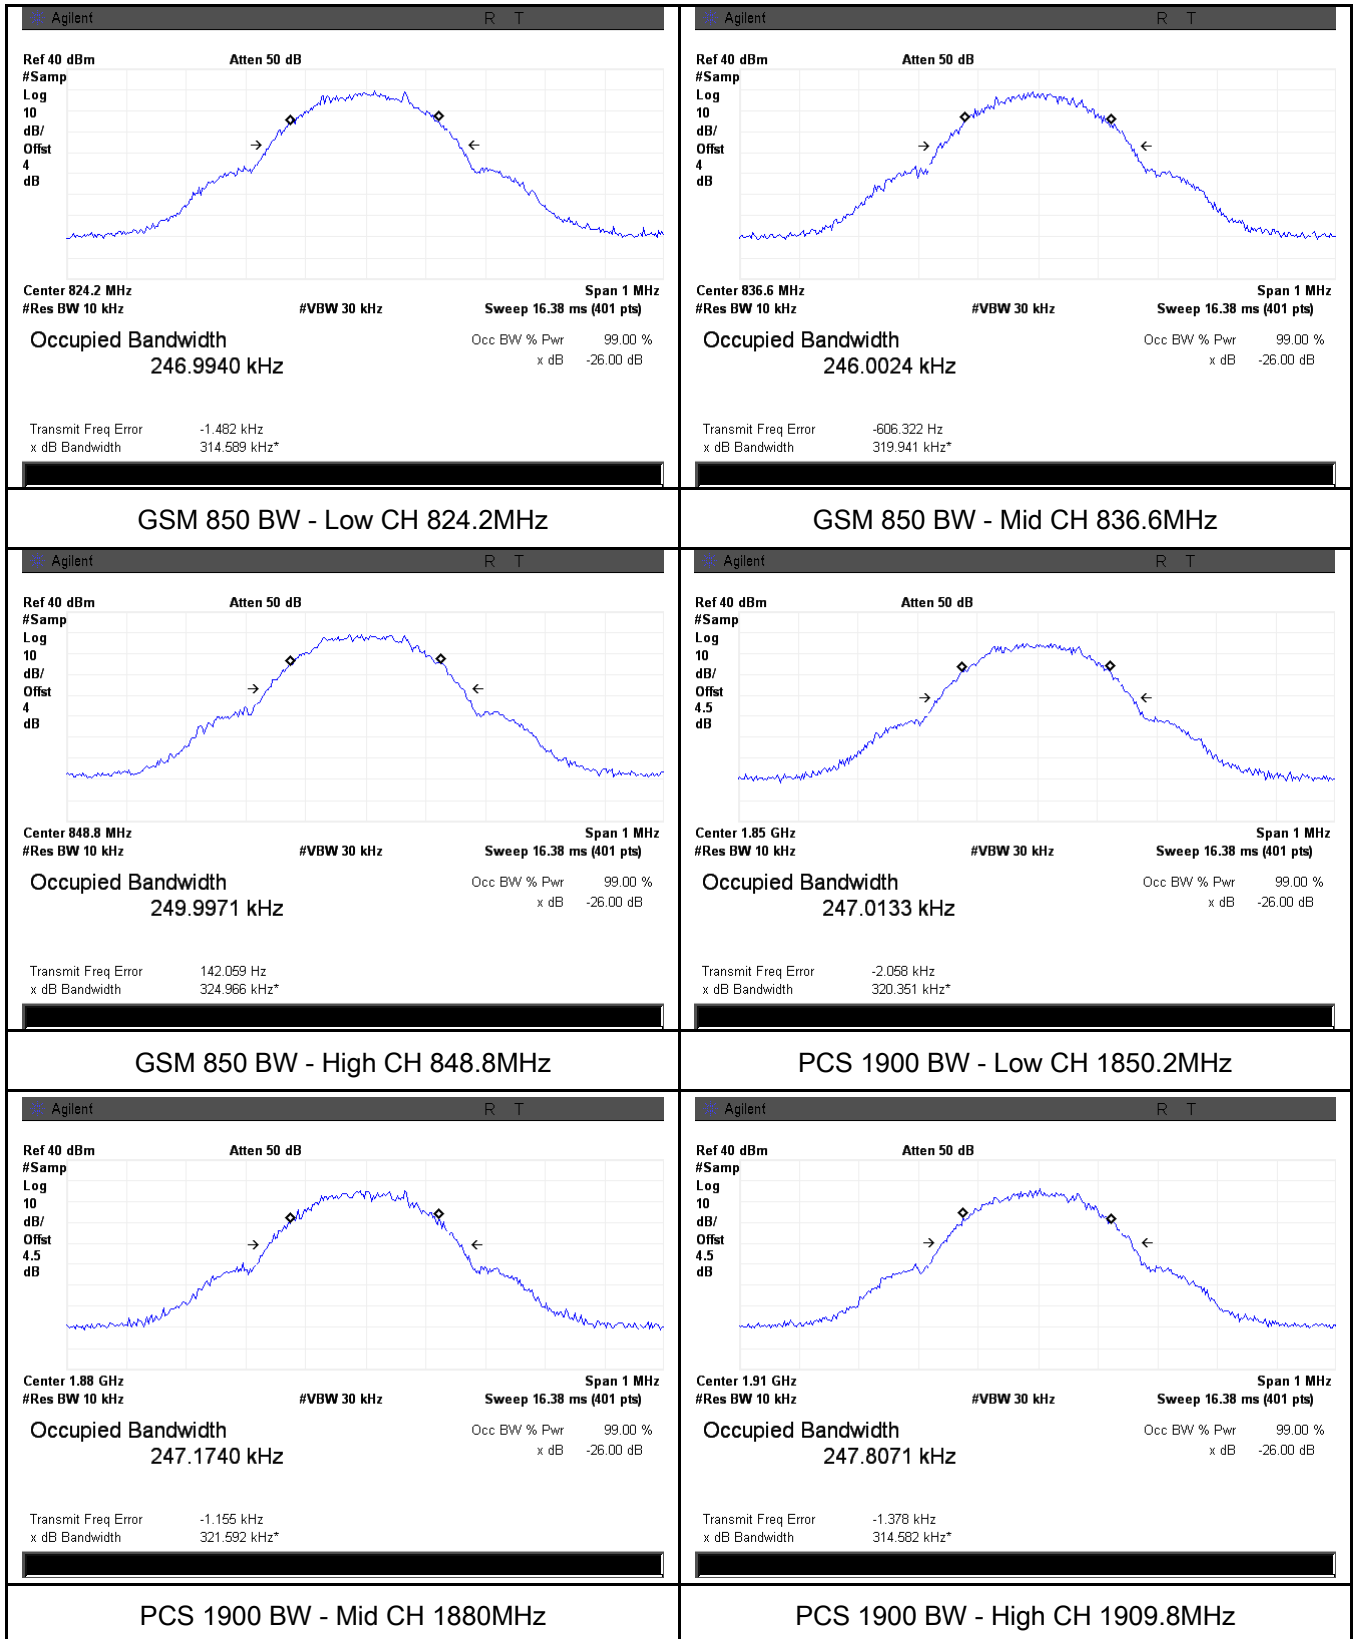 Agilent R T
Ref 40 dBm Atten 50 dB
#Samp
Log
10
dB/
Offst
4
dB
Center 824.2 MHz Span 1 MHz
#Res BW 10 kHz #VBW 30 kHz Sweep 16.38 ms (401 pts)
Occupied Bandwidth Occ BW % Pwr 99.00 %
246.9940 kHz x dB -26.00 dB
Transmit Freq Error -1.482 kHz
x dB Bandwidth 314.589 kHz*
GSM 850 BW - Low CH 824.2MHz
Agilent R T
Ref 40 dBm Atten 50 dB
#Samp
Log
10
dB/
Offst
4
dB
Center 836.6 MHz Span 1 MHz
#Res BW 10 kHz #VBW 30 kHz Sweep 16.38 ms (401 pts)
Occupied Bandwidth Occ BW % Pwr 99.00 %
246.0024 kHz x dB -26.00 dB
Transmit Freq Error -606.322 Hz
x dB Bandwidth 319.941 kHz*
GSM 850 BW - Mid CH 836.6MHz
Agilent R T
Ref 40 dBm Atten 50 dB
#Samp
Log
10
dB/
Offst
4
dB
Center 848.8 MHz Span 1 MHz
#Res BW 10 kHz #VBW 30 kHz Sweep 16.38 ms (401 pts)
Occupied Bandwidth Occ BW % Pwr 99.00 %
249.9971 kHz x dB -26.00 dB
Transmit Freq Error 142.059 Hz
x dB Bandwidth 324.966 kHz*
GSM 850 BW - High CH 848.8MHz
Agilent R T
Ref 40 dBm Atten 50 dB
#Samp
Log
10
dB/
Offst
4.5
dB
Center 1.85 GHz Span 1 MHz
#Res BW 10 kHz #VBW 30 kHz Sweep 16.38 ms (401 pts)
Occupied Bandwidth Occ BW % Pwr 99.00 %
247.0133 kHz x dB -26.00 dB
Transmit Freq Error -2.058 kHz
x dB Bandwidth 320.351 kHz*
PCS 1900 BW - Low CH 1850.2MHz
Agilent R T
Ref 40 dBm Atten 50 dB
#Samp
Log
10
dB/
Offst
4.5
dB
Center 1.88 GHz Span 1 MHz
#Res BW 10 kHz #VBW 30 kHz Sweep 16.38 ms (401 pts)
Occupied Bandwidth Occ BW % Pwr 99.00 %
247.1740 kHz x dB -26.00 dB
Transmit Freq Error -1.155 kHz
x dB Bandwidth 321.592 kHz*
PCS 1900 BW - Mid CH 1880MHz
Agilent R T
Ref 40 dBm Atten 50 dB
#Samp
Log
10
dB/
Offst
4.5
dB
Center 1.91 GHz Span 1 MHz
#Res BW 10 kHz #VBW 30 kHz Sweep 16.38 ms (401 pts)
Occupied Bandwidth Occ BW % Pwr 99.00 %
247.8071 kHz x dB -26.00 dB
Transmit Freq Error -1.378 kHz
x dB Bandwidth 314.582 kHz*
PCS 1900 BW - High CH 1909.8MHz